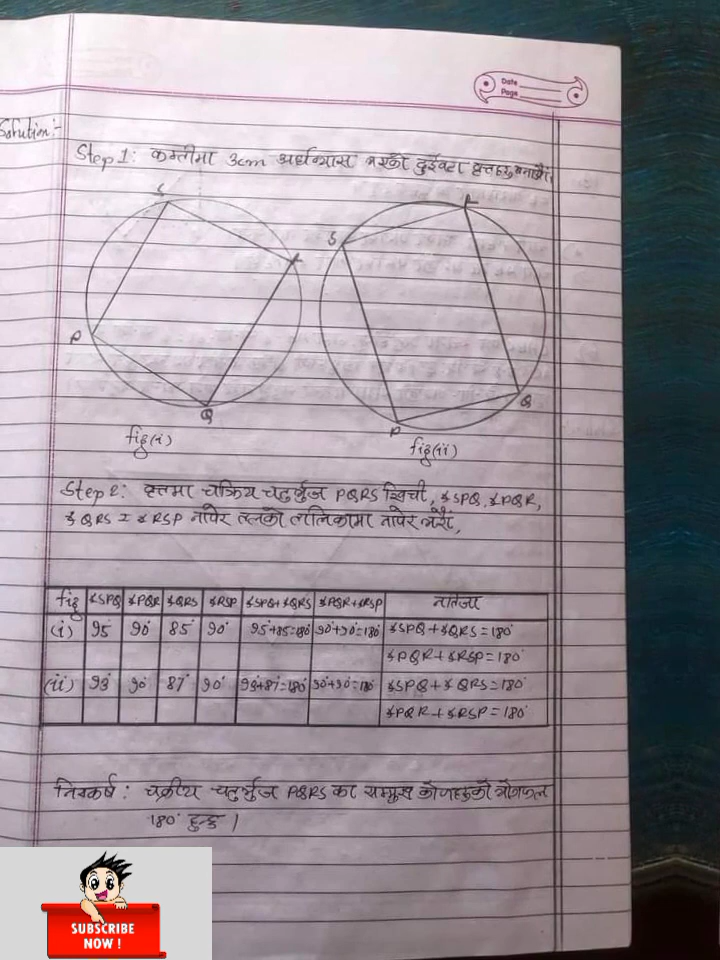 Date
Page
Solution:-
Step 1: कम्तीमा 3cm अर्धव्यास भएको दुईवटा वृत्तहरु बनाऔं,
S
R
P
Q
fig(i)
R
S
P
Q
fig(ii)
Step 2: वृत्तमा चक्रिय चतुर्भुज PQRS खिची, ∡SPQ, ∡PQR,
∡QRS र ∡RSP नापेर तलको तालिकामा नापेर भरौं,
fig ∡SPQ ∡PQR ∡QRS ∡RSP ∡SPQ+∡QRS ∡PQR+∡RSP नतिजा
(i) 95° 90° 85° 90° 95°+85°=180° 90°+90°=180° ∡SPQ+∡QRS=180°
∡PQR+∡RSP=180°
(ii) 93° 90° 87° 90° 93°+87°=180° 90°+90°=180° ∡SPQ+∡QRS=180°
∡PQR+∡RSP=180°
निस्कर्ष: चक्रीय चतुर्भुज PQRS का सम्मुख कोणहरुको योगफल
180° हुन्छ ।
SUBSCRIBE
NOW !